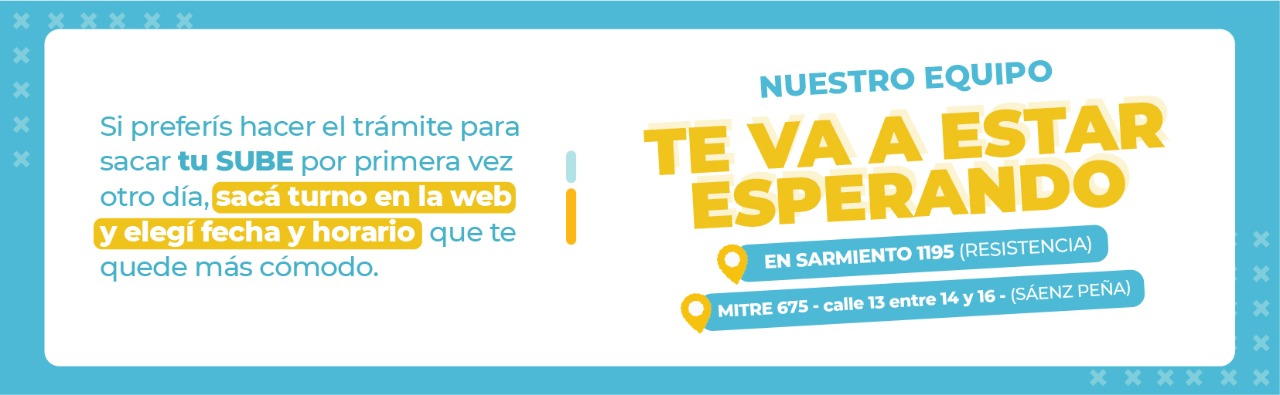 Si preferís hacer el trámite para
sacar tu SUBE por primera vez
otro día, sacá turno en la web
y elegí fecha y horario que te
quede más cómodo.
NUESTRO EQUIPO
TE VA A ESTAR
ESPERANDO
EN SARMIENTO 1195 (RESISTENCIA)
MITRE 675 - calle 13 entre 14 y 16 - (SÁENZ PEÑA)